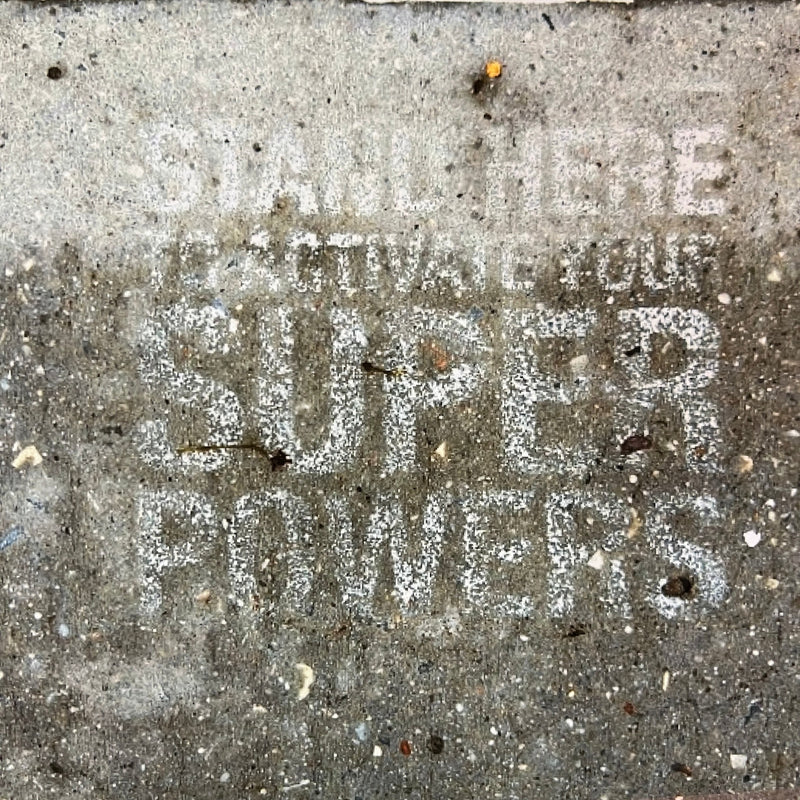 STAND HERE
TO ACTIVATE YOUR
SUPER
POWERS